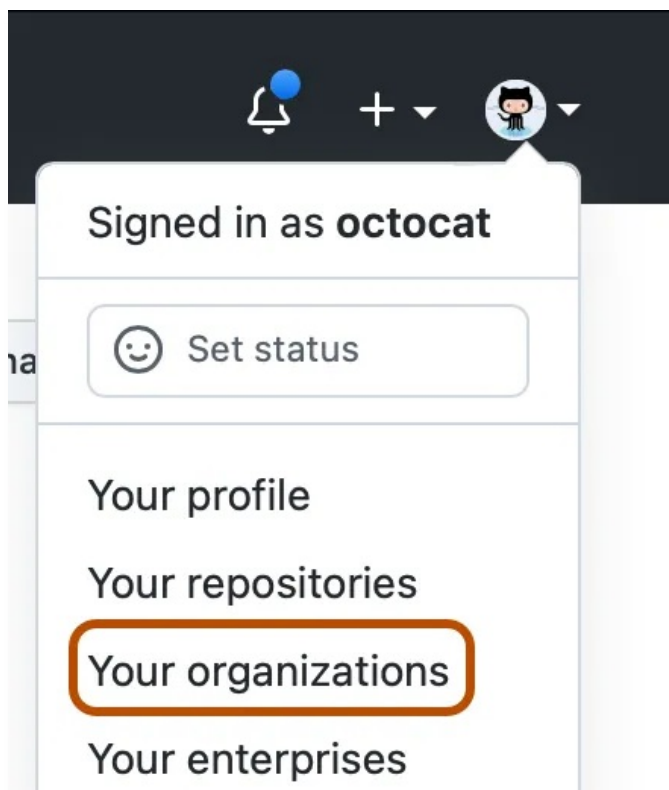 Signed in as octocat
Set status
Your profile
Your repositories
Your organizations
Your enterprises